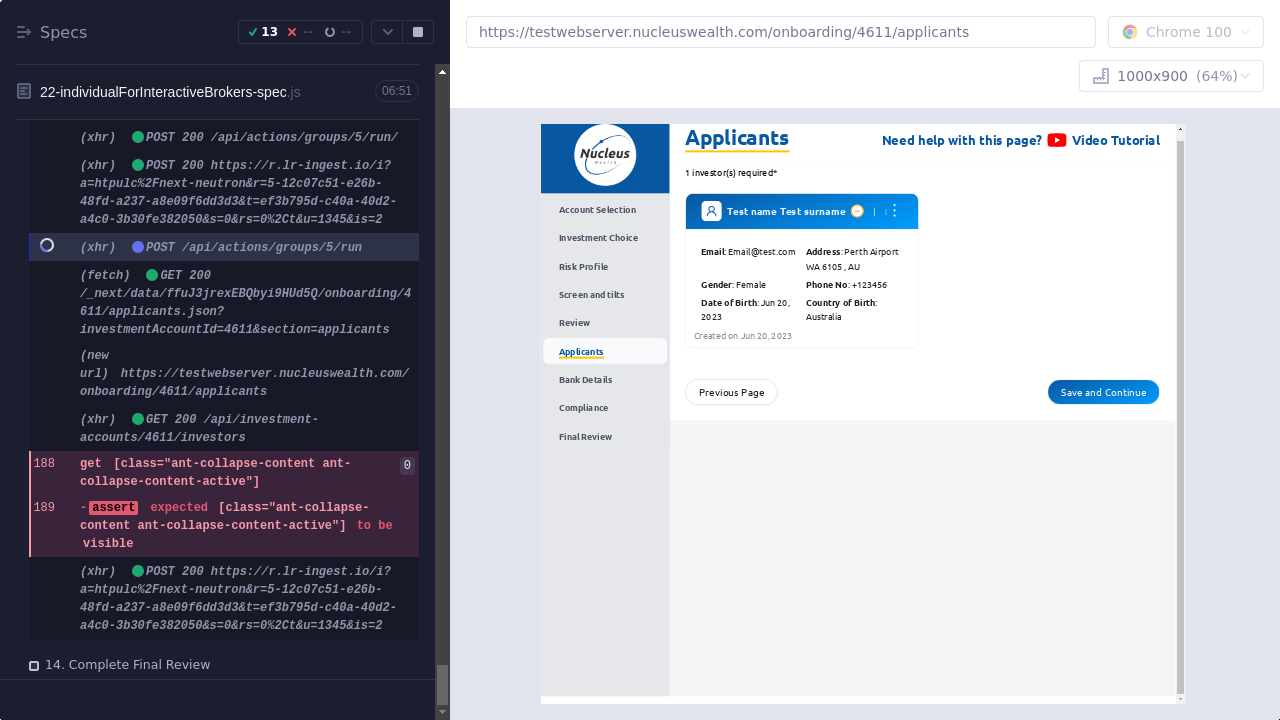 Specs
13
--
--
22-individualForInteractiveBrokers-spec.js
06:51
(xhr) POST 200 /api/actions/groups/5/run/
(xhr) POST 200 https://r.lr-ingest.io/i?
a=htpulc%2Fnext-neutron&r=5-12c07c51-e26b-
48fd-a237-a8e09f6dd3d3&t=ef3b795d-c40a-40d2-
a4c0-3b30fe382050&s=0&rs=0%2Ct&u=1345&is=2
(xhr) POST /api/actions/groups/5/run
(fetch) GET 200
/_next/data/ffuJ3jrexEBQbyi9HUd5Q/onboarding/4
611/applicants.json?
investmentAccountId=4611&section=applicants
(new
url) https://testwebserver.nucleuswealth.com/
onboarding/4611/applicants
(xhr) GET 200 /api/investment-
accounts/4611/investors
188 get [class="ant-collapse-content ant-
collapse-content-active"]
0
189 -assert expected [class="ant-collapse-
content ant-collapse-content-active"] to be
visible
(xhr) POST 200 https://r.lr-ingest.io/i?
a=htpulc%2Fnext-neutron&r=5-12c07c51-e26b-
48fd-a237-a8e09f6dd3d3&t=ef3b795d-c40a-40d2-
a4c0-3b30fe382050&s=0&rs=0%2Ct&u=1345&is=2
14. Complete Final Review
https://testwebserver.nucleuswealth.com/onboarding/4611/applicants
Chrome 100
1000x900 (64%)
Nucleus
Wealth
Account Selection
Investment Choice
Risk Profile
Screen and tilts
Review
Applicants
Bank Details
Compliance
Final Review
Applicants
Need help with this page? Video Tutorial
1 investor(s) required*
Test name Test surname
Email: Email@test.com
Address: Perth Airport
WA 6105 , AU
Gender: Female
Phone No: +123456
Date of Birth: Jun 20,
2023
Country of Birth:
Australia
Created on Jun 20, 2023
Previous Page
Save and Continue